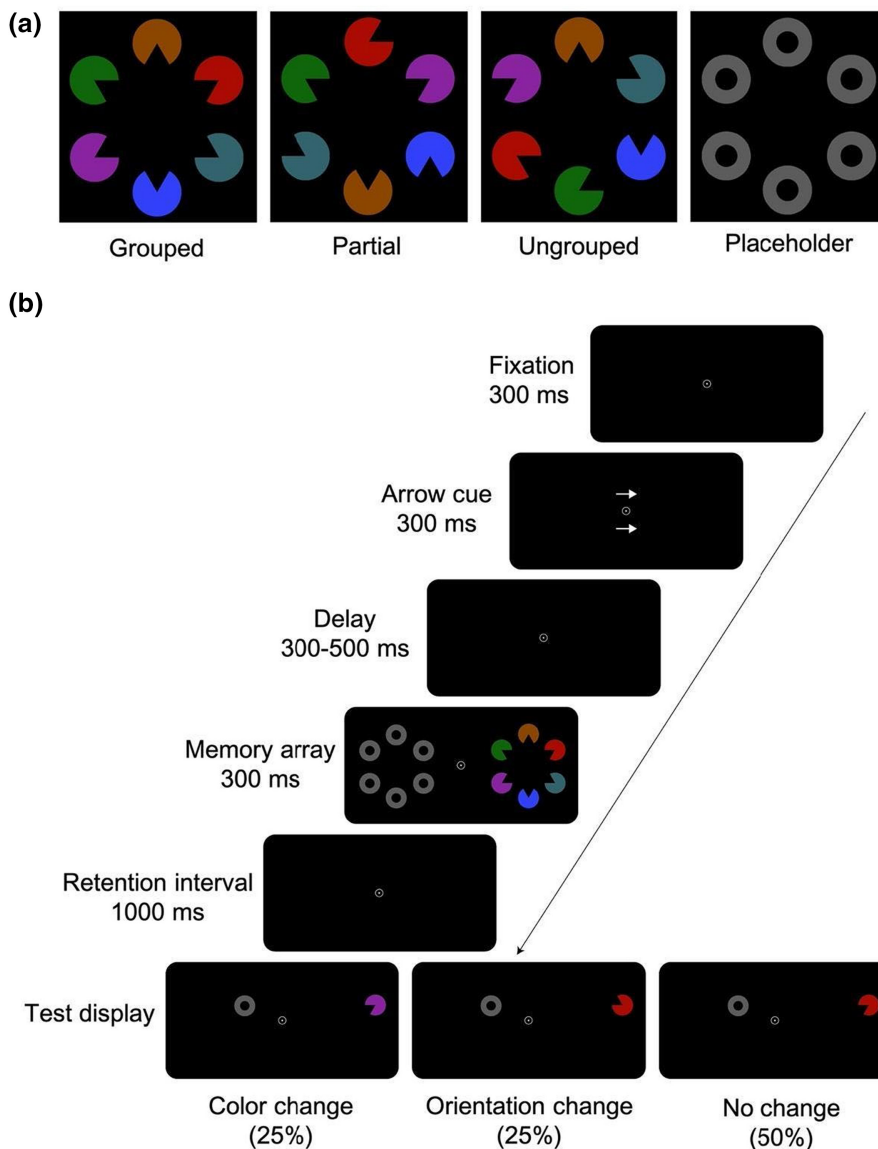 (a)
Grouped
Partial
Ungrouped
Placeholder
(b)
Fixation
300 ms
Arrow cue
300 ms
Delay
300-500 ms
Memory array
300 ms
Retention interval
1000 ms
Test display
Color change
(25%)
Orientation change
(25%)
No change
(50%)